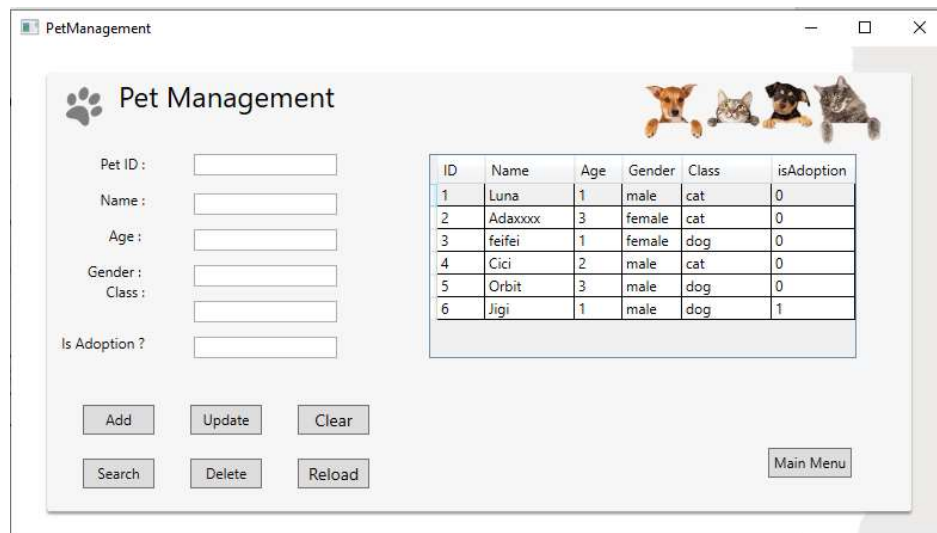 PetManagement
Pet Management
Pet ID :
Name :
Age :
Gender :
Class :
Is Adoption ?
ID Name Age Gender Class isAdoption
1 Luna 1 male cat 0
2 Adaxxxx 3 female cat 0
3 feifei 1 female dog 0
4 Cici 2 male cat 0
5 Orbit 3 male dog 0
6 Jigi 1 male dog 1
Add Update Clear
Search Delete Reload
Main Menu